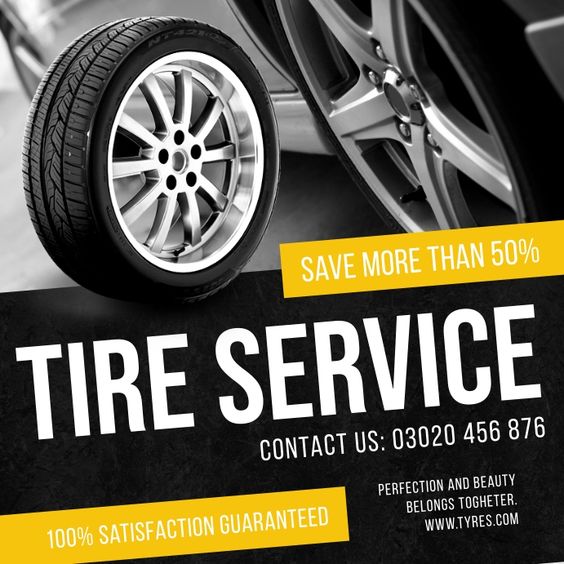 SAVE MORE THAN 50%
TIRE SERVICE
CONTACT US: 03020 456 876
PERFECTION AND BEAUTY
BELONGS TOGHETER.
WWW.TYRES.COM
100% SATISFACTION GUARANTEED